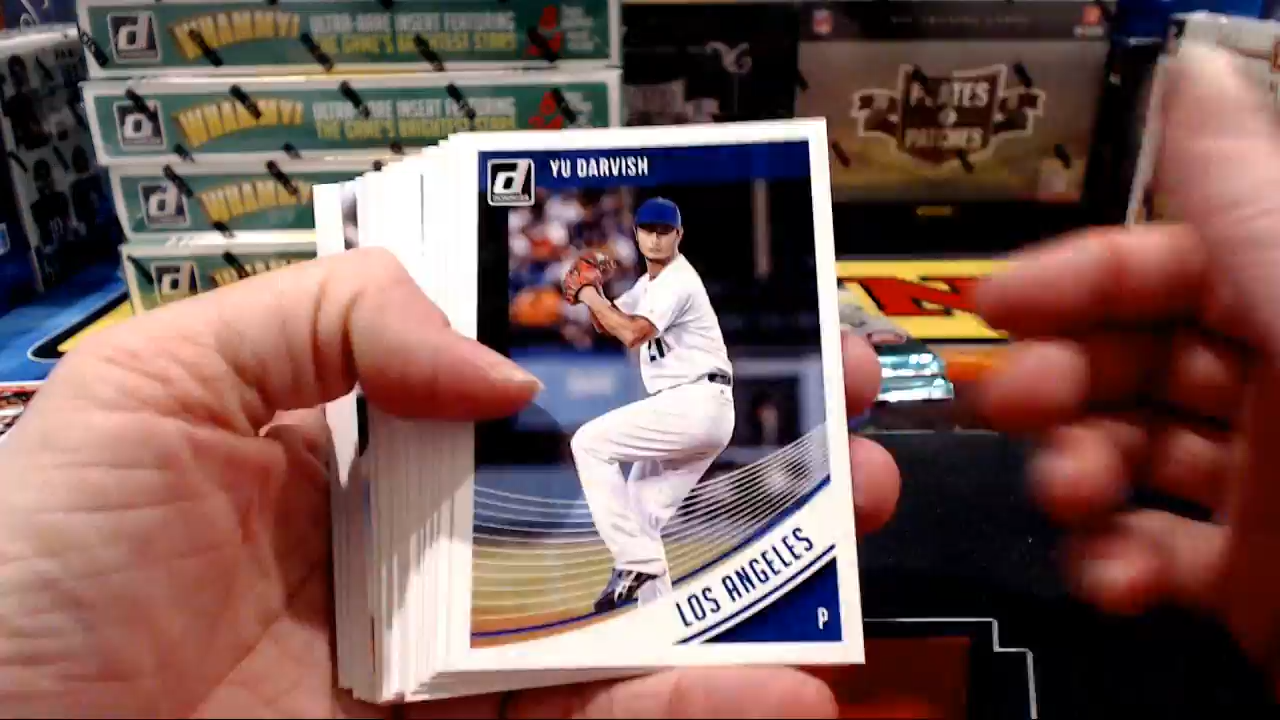 d WHAMMY! ULTRA-RARE INSERT FEATURING
THE GAME'S BRIGHTEST STARS
d WHAMMY! ULTRA-RARE INSERT FEATURING
THE GAME'S BRIGHTEST STARS
d WHAMMY!
d
PLATES
PATCHES
d
DONRUSS
YU DARVISH
21
LOS ANGELES
P